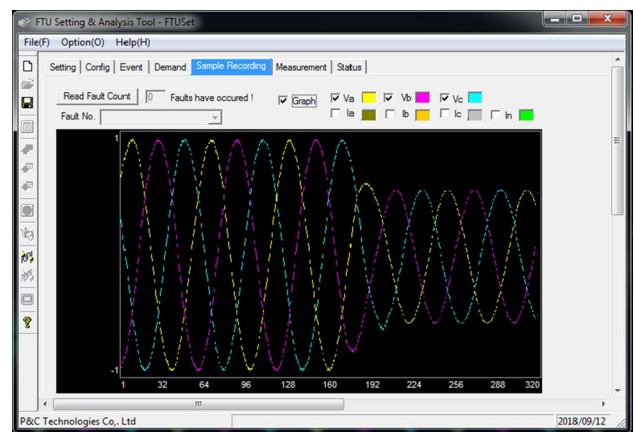 FTU Setting & Analysis Tool - FTUSet
File(F) Option(O) Help(H)
Setting Config Event Demand Sample Recording Measurement Status
Read Fault Count 0 Faults have occured ! Graph Va Vb Vc
Fault No. Ia Ib Ic In
1
-1
1 32 64 96 128 160 192 224 256 288 320
P&C Technologies Co,. Ltd 2018/09/12